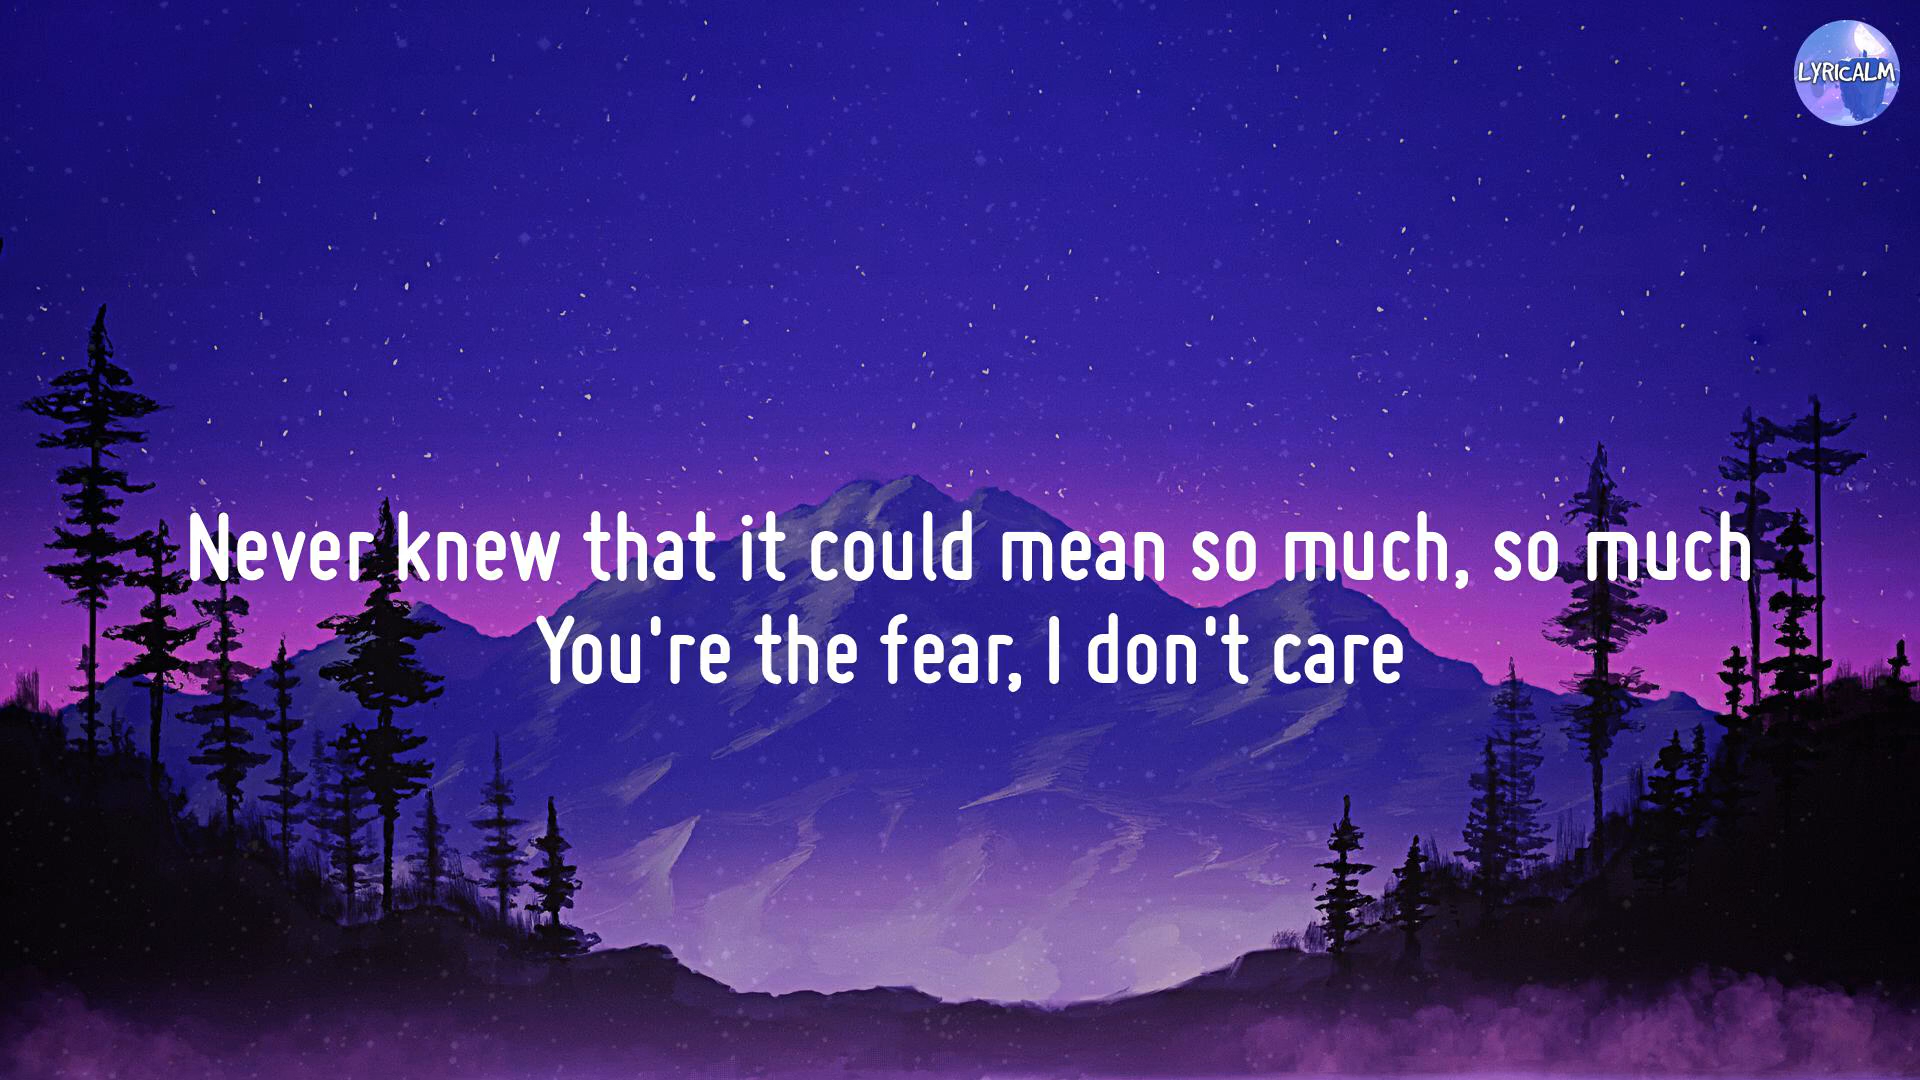 LYRICALM
Never knew that it could mean so much, so much
You're the fear, I don't care